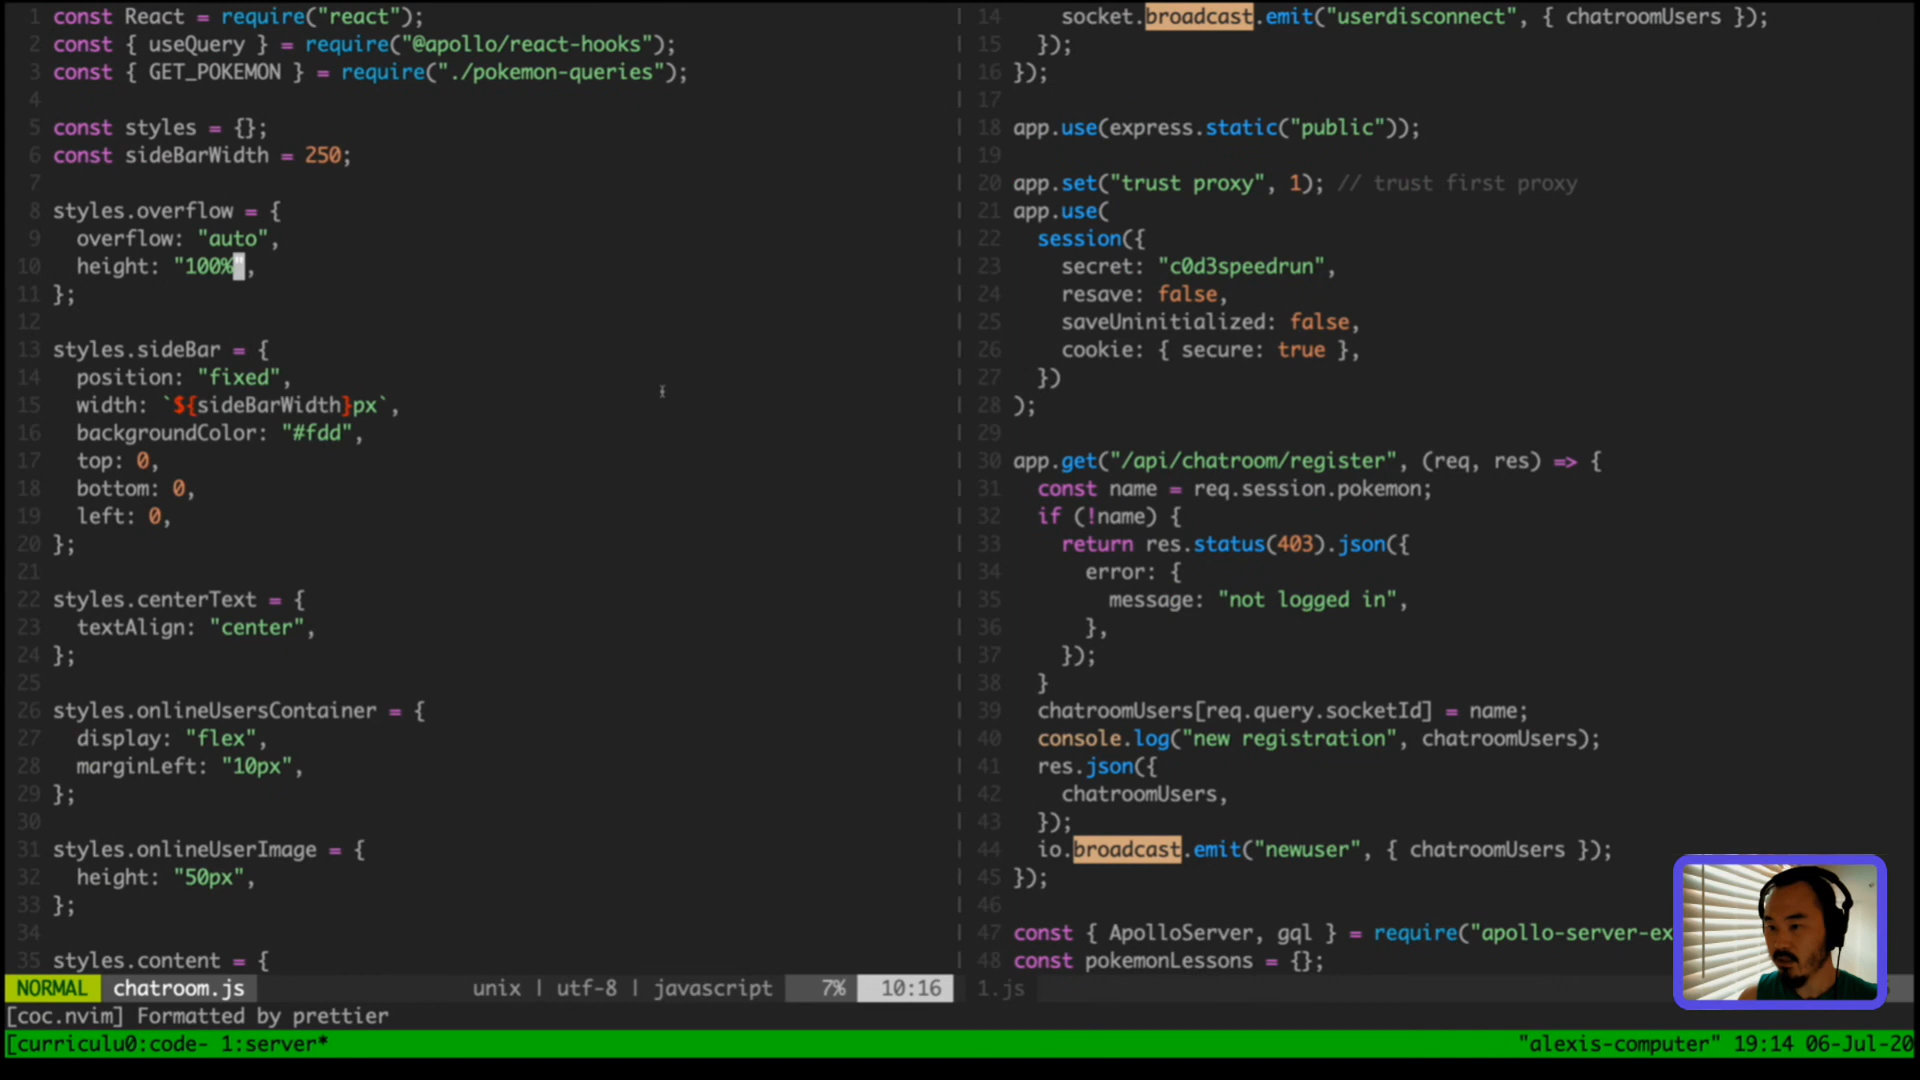 1 const React = require("react");
2 const { useQuery } = require("@apollo/react-hooks");
3 const { GET_POKEMON } = require("./pokemon-queries");
4
5 const styles = {};
6 const sideBarWidth = 250;
7
8 styles.overflow = {
9 overflow: "auto",
10 height: "100%",
11 };
12
13 styles.sideBar = {
14 position: "fixed",
15 width: `${sideBarWidth}px`,
16 backgroundColor: "#fdd",
17 top: 0,
18 bottom: 0,
19 left: 0,
20 };
21
22 styles.centerText = {
23 textAlign: "center",
24 };
25
26 styles.onlineUsersContainer = {
27 display: "flex",
28 marginLeft: "10px",
29 };
30
31 styles.onlineUserImage = {
32 height: "50px",
33 };
34
35 styles.content = {
NORMAL chatroom.js unix | utf-8 | javascript 7% 10:16
14 socket.broadcast.emit("userdisconnect", { chatroomUsers });
15 });
16 });
17
18 app.use(express.static("public"));
19
20 app.set("trust proxy", 1); // trust first proxy
21 app.use(
22 session({
23 secret: "c0d3speedrun",
24 resave: false,
25 saveUninitialized: false,
26 cookie: { secure: true },
27 })
28 );
29
30 app.get("/api/chatroom/register", (req, res) => {
31 const name = req.session.pokemon;
32 if (!name) {
33 return res.status(403).json({
34 error: {
35 message: "not logged in",
36 },
37 });
38 }
39 chatroomUsers[req.query.socketId] = name;
40 console.log("new registration", chatroomUsers);
41 res.json({
42 chatroomUsers,
43 });
44 io.broadcast.emit("newuser", { chatroomUsers });
45 });
46
47 const { ApolloServer, gql } = require("apollo-server-ex
48 const pokemonLessons = {};
1.js
[coc.nvim] Formatted by prettier
[curriculu0:code- 1:server* "alexis-computer" 19:14 06-Jul-20